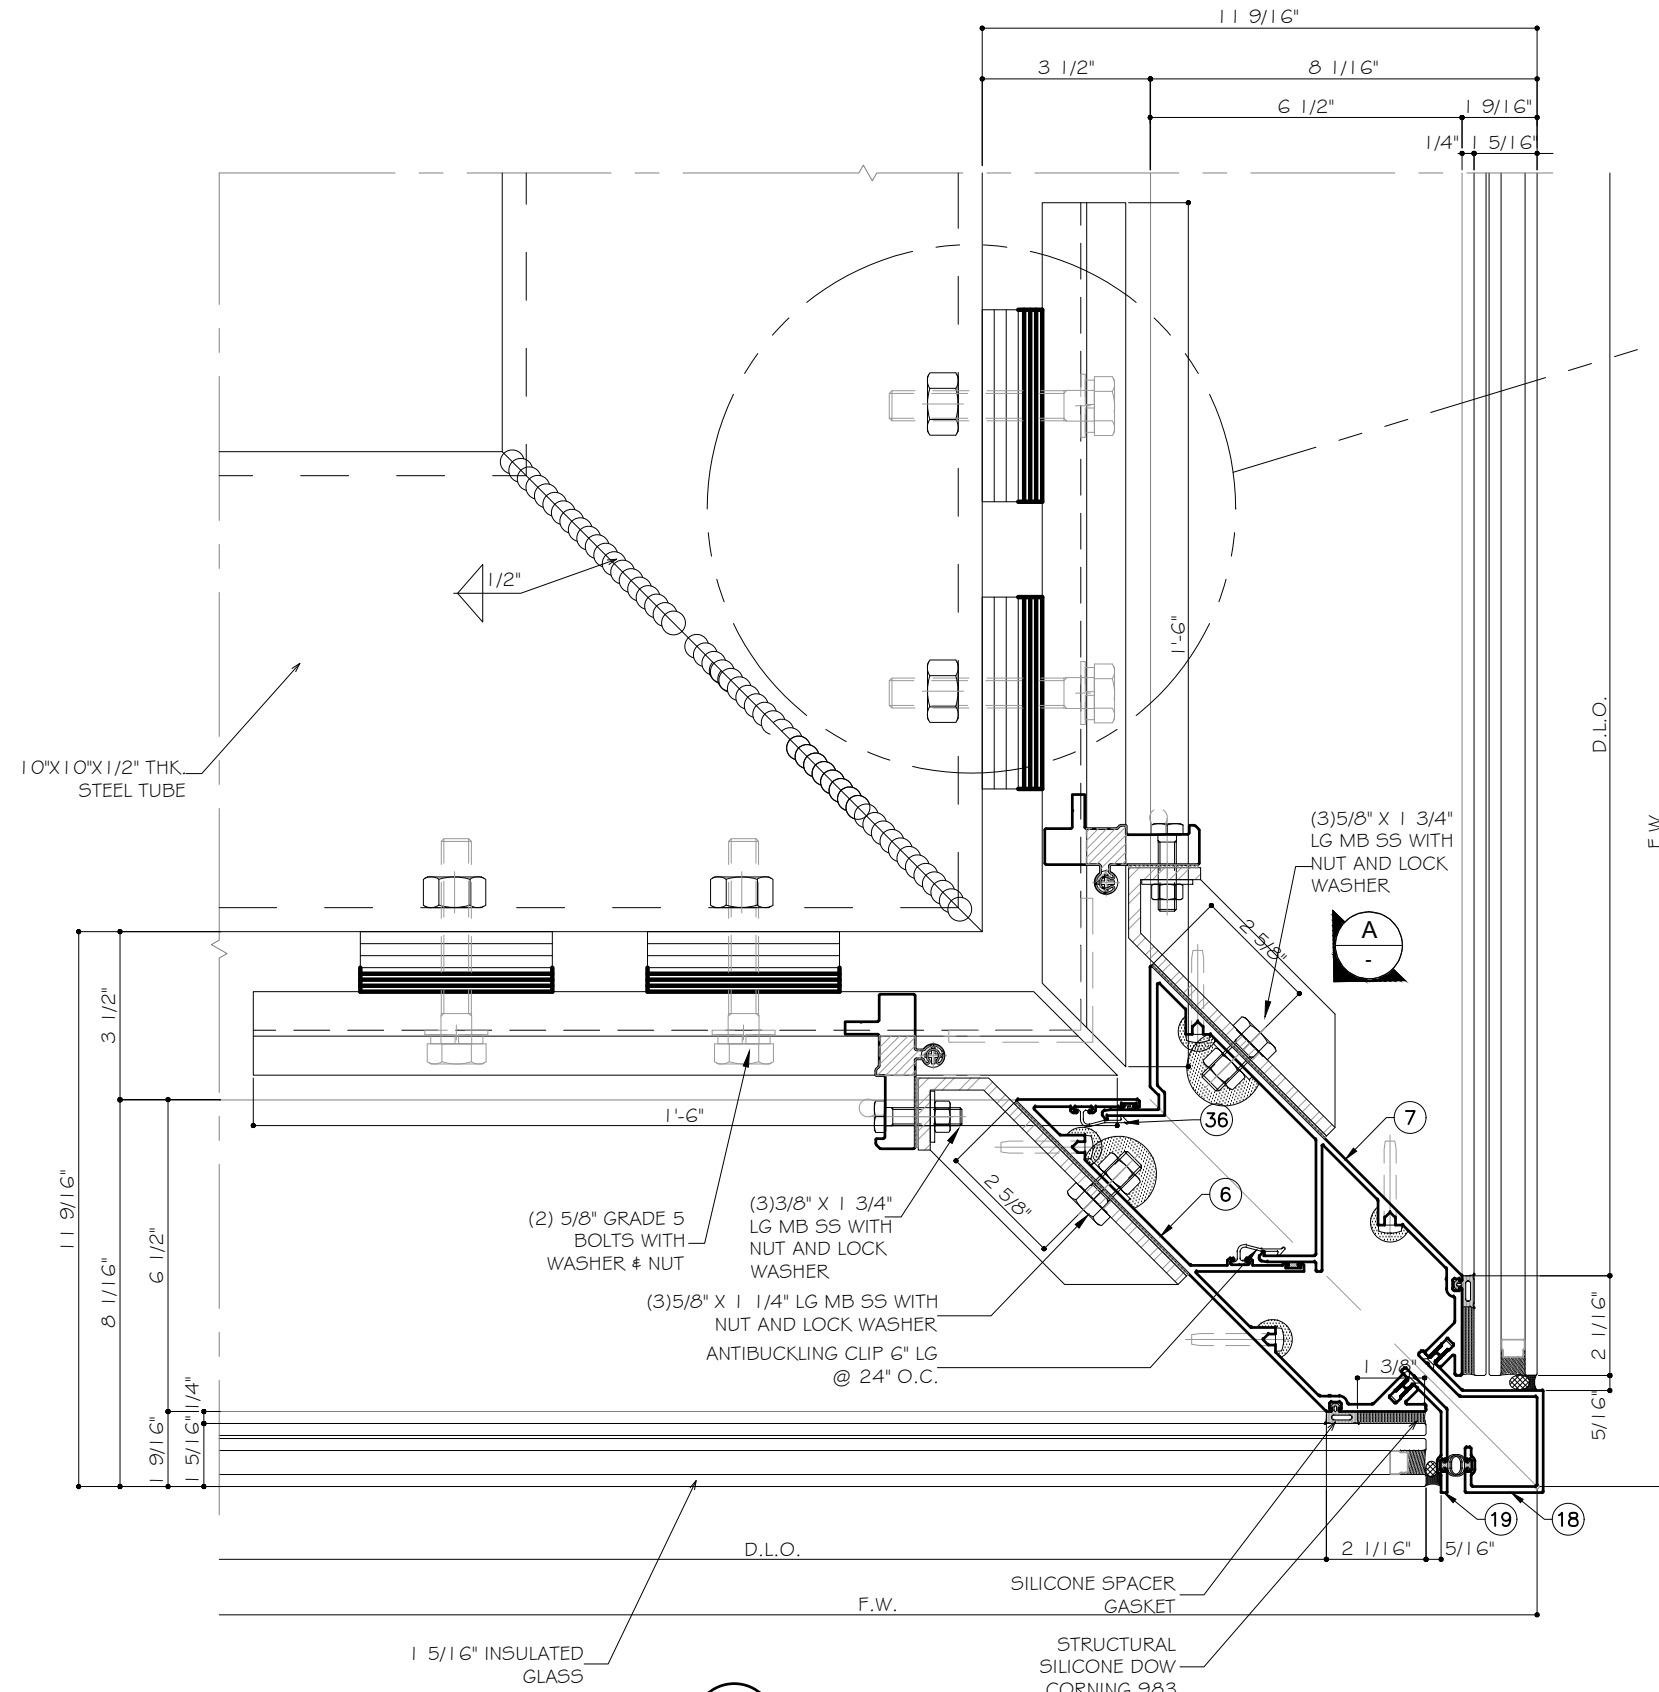 11 9/16"
3 1/2"
8 1/16"
6 1/2"
1 9/16"
1/4"
1 5/16"
1/2"
1'-6"
D.L.O.
F.W.
10"X10"X1/2" THK.
STEEL TUBE
(3)5/8" X 1 3/4"
LG MB SS WITH
NUT AND LOCK
WASHER
A
-
2 5/8"
3 1/2"
11 9/16"
8 1/16"
6 1/2"
1 9/16"
1 5/16"
1/4"
1'-6"
36
7
6
2 5/8"
(2) 5/8" GRADE 5
BOLTS WITH
WASHER & NUT
(3)3/8" X 1 3/4"
LG MB SS WITH
NUT AND LOCK
WASHER
(3)5/8" X 1 1/4" LG MB SS WITH
NUT AND LOCK WASHER
ANTIBUCKLING CLIP 6" LG
@ 24" O.C.
1 3/8"
2 1/16"
5/16"
19
18
D.L.O.
2 1/16"
5/16"
F.W.
SILICONE SPACER
GASKET
1 5/16" INSULATED
GLASS
STRUCTURAL
SILICONE DOW
CORNING 983